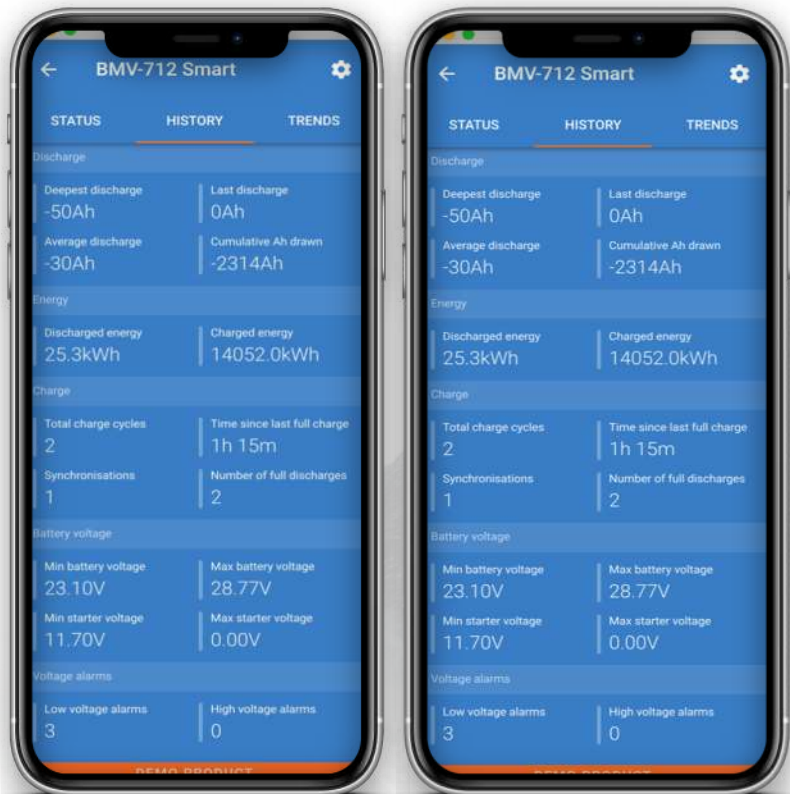 BMV-712 Smart
STATUS HISTORY TRENDS
Discharge
Deepest discharge Last discharge
-50Ah 0Ah
Average discharge Cumulative Ah drawn
-30Ah -2314Ah
Energy
Discharged energy Charged energy
25.3kWh 14052.0kWh
Charge
Total charge cycles Time since last full charge
2 1h 15m
Synchronisations Number of full discharges
1 2
Battery voltage
Min battery voltage Max battery voltage
23.10V 28.77V
Min starter voltage Max starter voltage
11.70V 0.00V
Voltage alarms
Low voltage alarms High voltage alarms
3 0
DEMO PRODUCT
BMV-712 Smart
STATUS HISTORY TRENDS
Discharge
Deepest discharge Last discharge
-50Ah 0Ah
Average discharge Cumulative Ah drawn
-30Ah -2314Ah
Energy
Discharged energy Charged energy
25.3kWh 14052.0kWh
Charge
Total charge cycles Time since last full charge
2 1h 15m
Synchronisations Number of full discharges
1 2
Battery voltage
Min battery voltage Max battery voltage
23.10V 28.77V
Min starter voltage Max starter voltage
11.70V 0.00V
Voltage alarms
Low voltage alarms High voltage alarms
3 0
DEMO PRODUCT